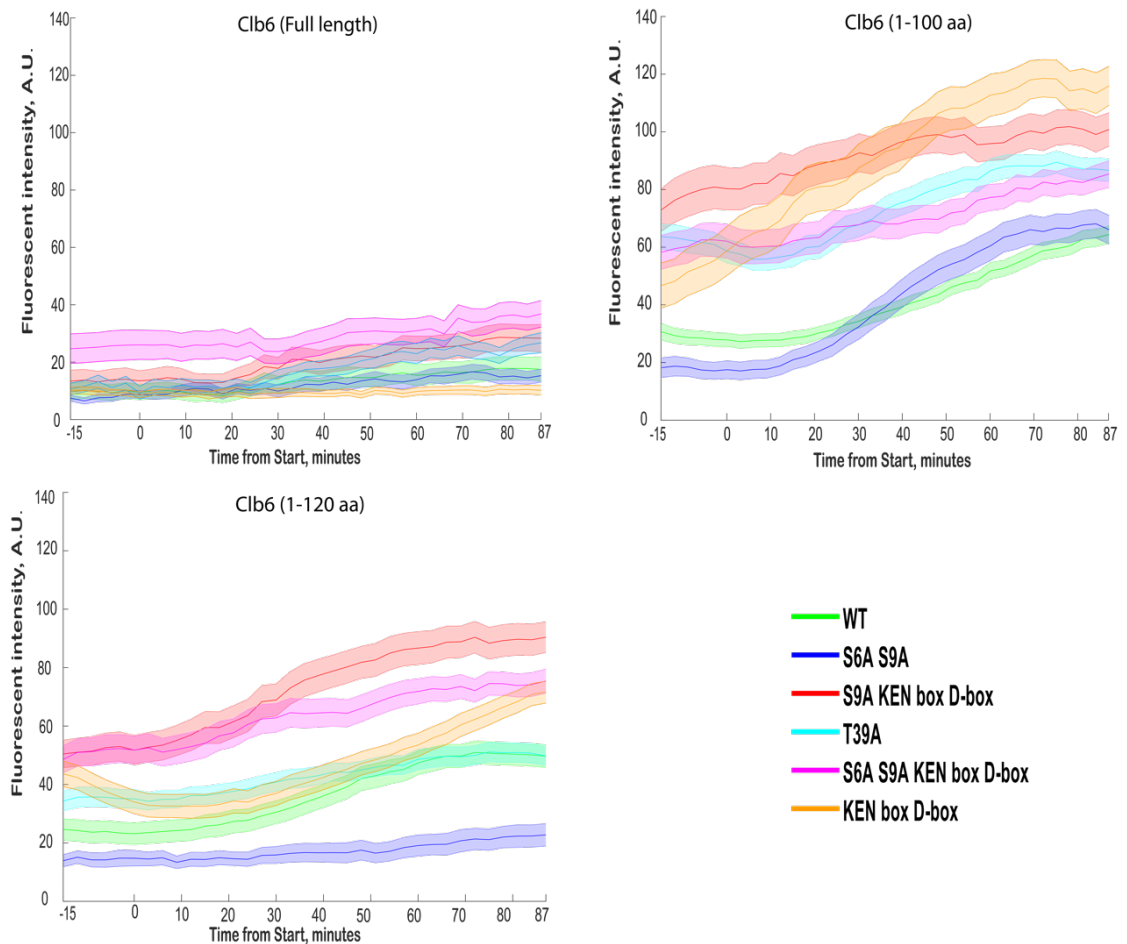 Clb6 (Full length)
Fluorescent intensity, A.U.
140
120
100
80
60
40
20
0
-15 0 10 20 30 40 50 60 70 80 87
Time from Start, minutes
Clb6 (1-100 aa)
Fluorescent intensity, A.U.
140
120
100
80
60
40
20
0
-15 0 10 20 30 40 50 60 70 80 87
Time from Start, minutes
Clb6 (1-120 aa)
Fluorescent intensity, A.U.
140
120
100
80
60
40
20
0
-15 0 10 20 30 40 50 60 70 80 87
Time from Start, minutes
WT
S6A S9A
S9A KEN box D-box
T39A
S6A S9A KEN box D-box
KEN box D-box